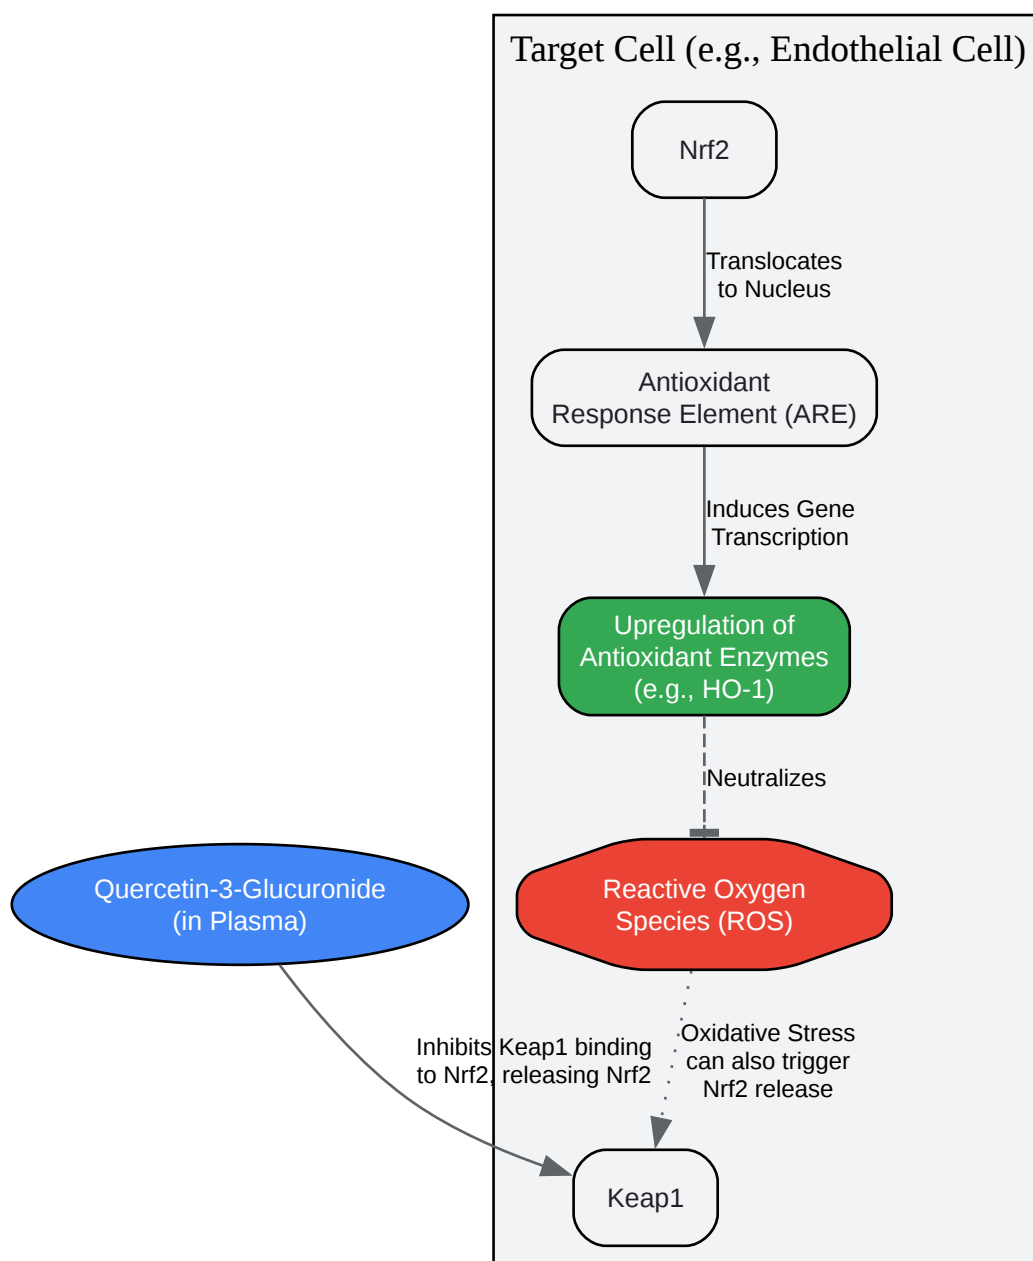 Target Cell (e.g., Endothelial Cell)
Nrf2
Translocates
to Nucleus
Antioxidant
Response Element (ARE)
Induces Gene
Transcription
Upregulation of
Antioxidant Enzymes
(e.g., HO-1)
Neutralizes
Quercetin-3-Glucuronide
(in Plasma)
Reactive Oxygen
Species (ROS)
Inhibits Keap1 binding
to Nrf2, releasing Nrf2
Oxidative Stress
can also trigger
Nrf2 release
Keap1